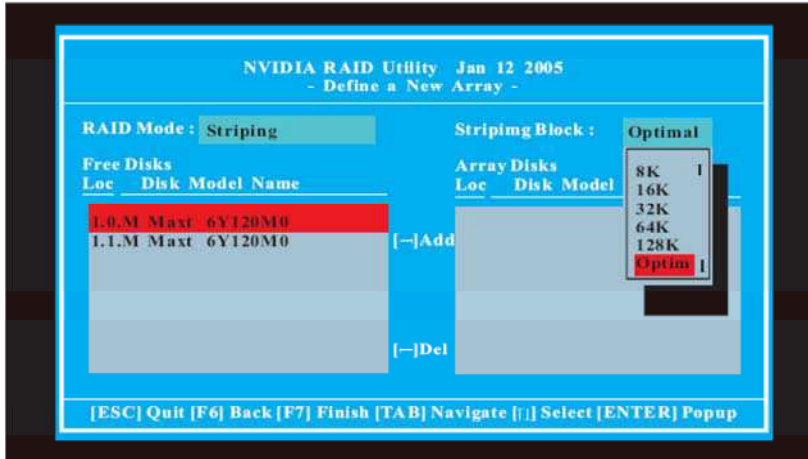 NVIDIA RAID Utility Jan 12 2005
- Define a New Array -
RAID Mode : Striping
Stripimg Block : Optimal
Free Disks
Loc Disk Model Name
Array Disks
Loc Disk Model
8K
16K
32K
64K
128K
Optim
1.0.M Maxt 6Y120M0
1.1.M Maxt 6Y120M0
[→]Add
[←]Del
[ESC] Quit [F6] Back [F7] Finish [TAB] Navigate [↑↓] Select [ENTER] Popup